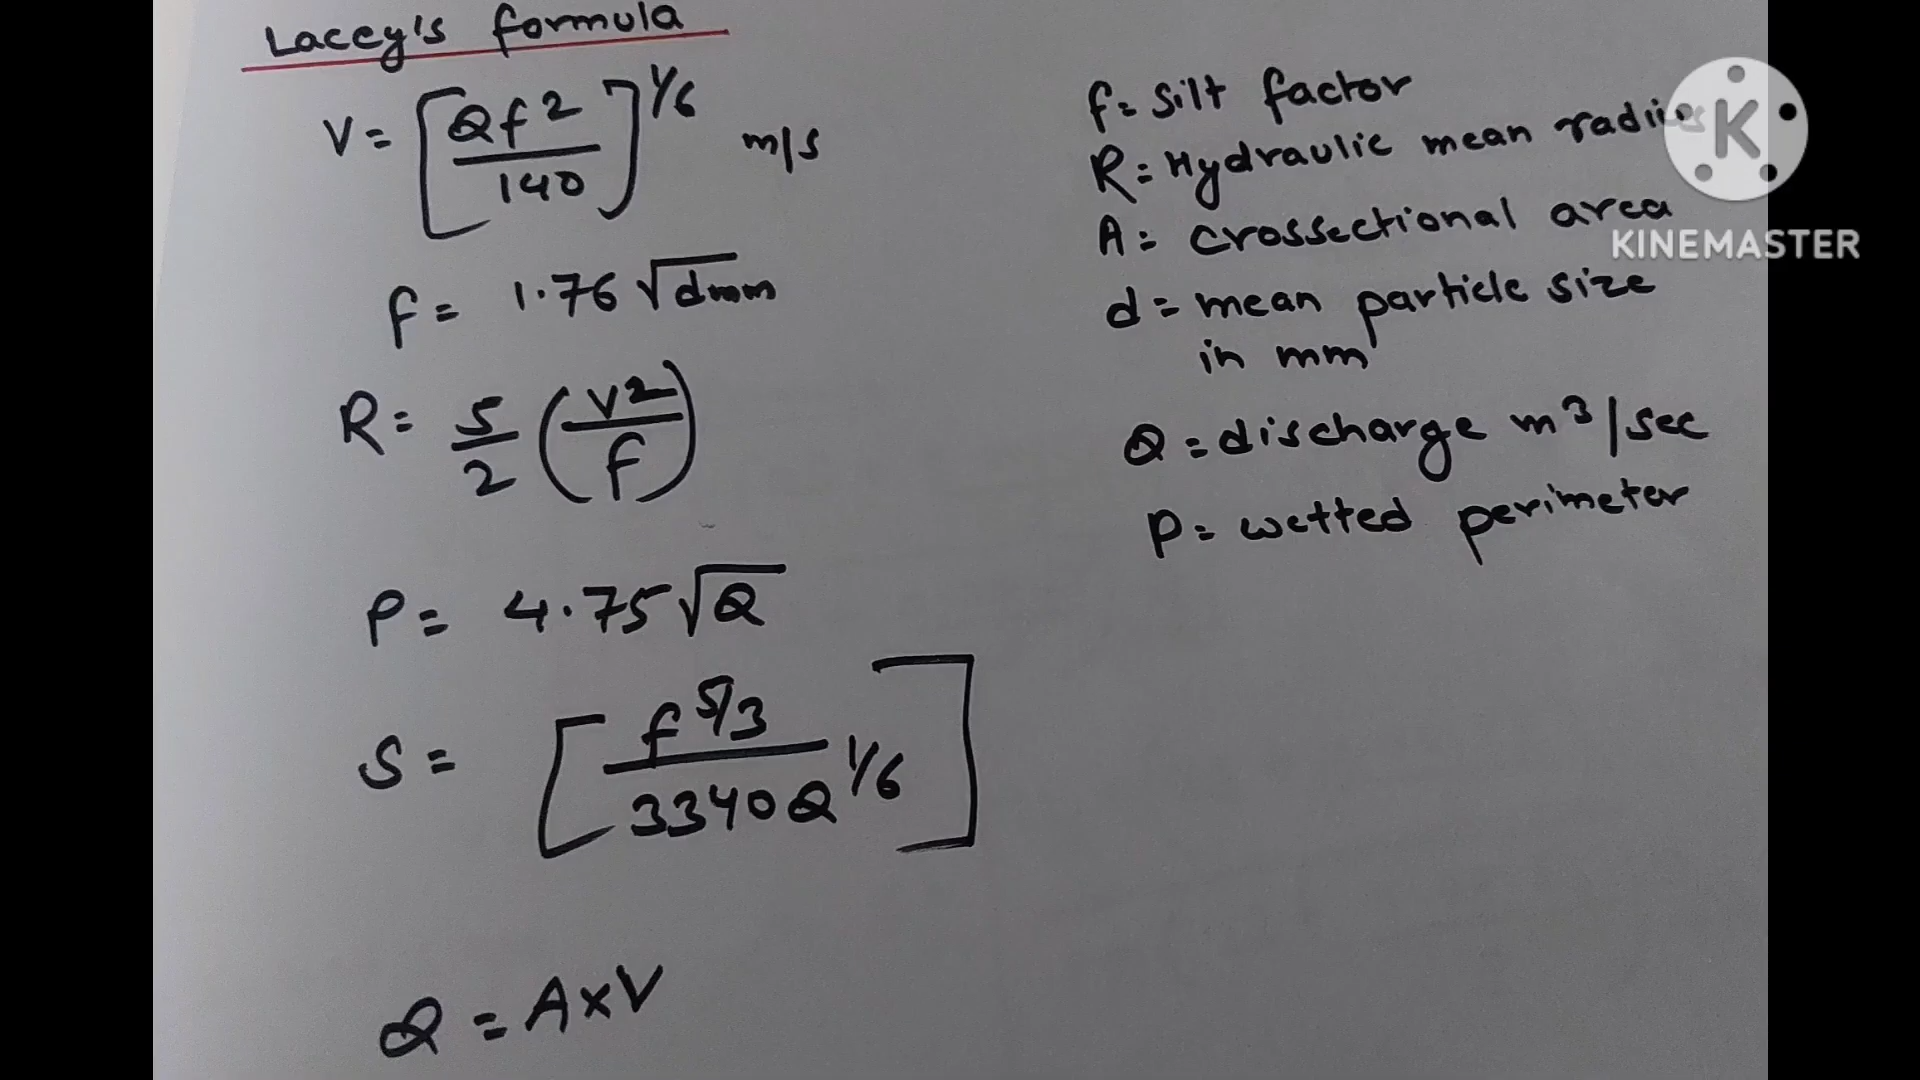 Lacey's formula
V = [Qf2/140]^1/6 m/s
f = 1.76 √dmm
R = 5/2 (v2/f)
P = 4.75 √Q
S = [f^5/3 / 3340 Q^1/6]
Q = A x V
f = silt factor
R = Hydraulic mean radius
A = crossectional area
d = mean particle size
in mm
Q = discharge m3/sec
P = wetted perimeter
K
KINEMASTER